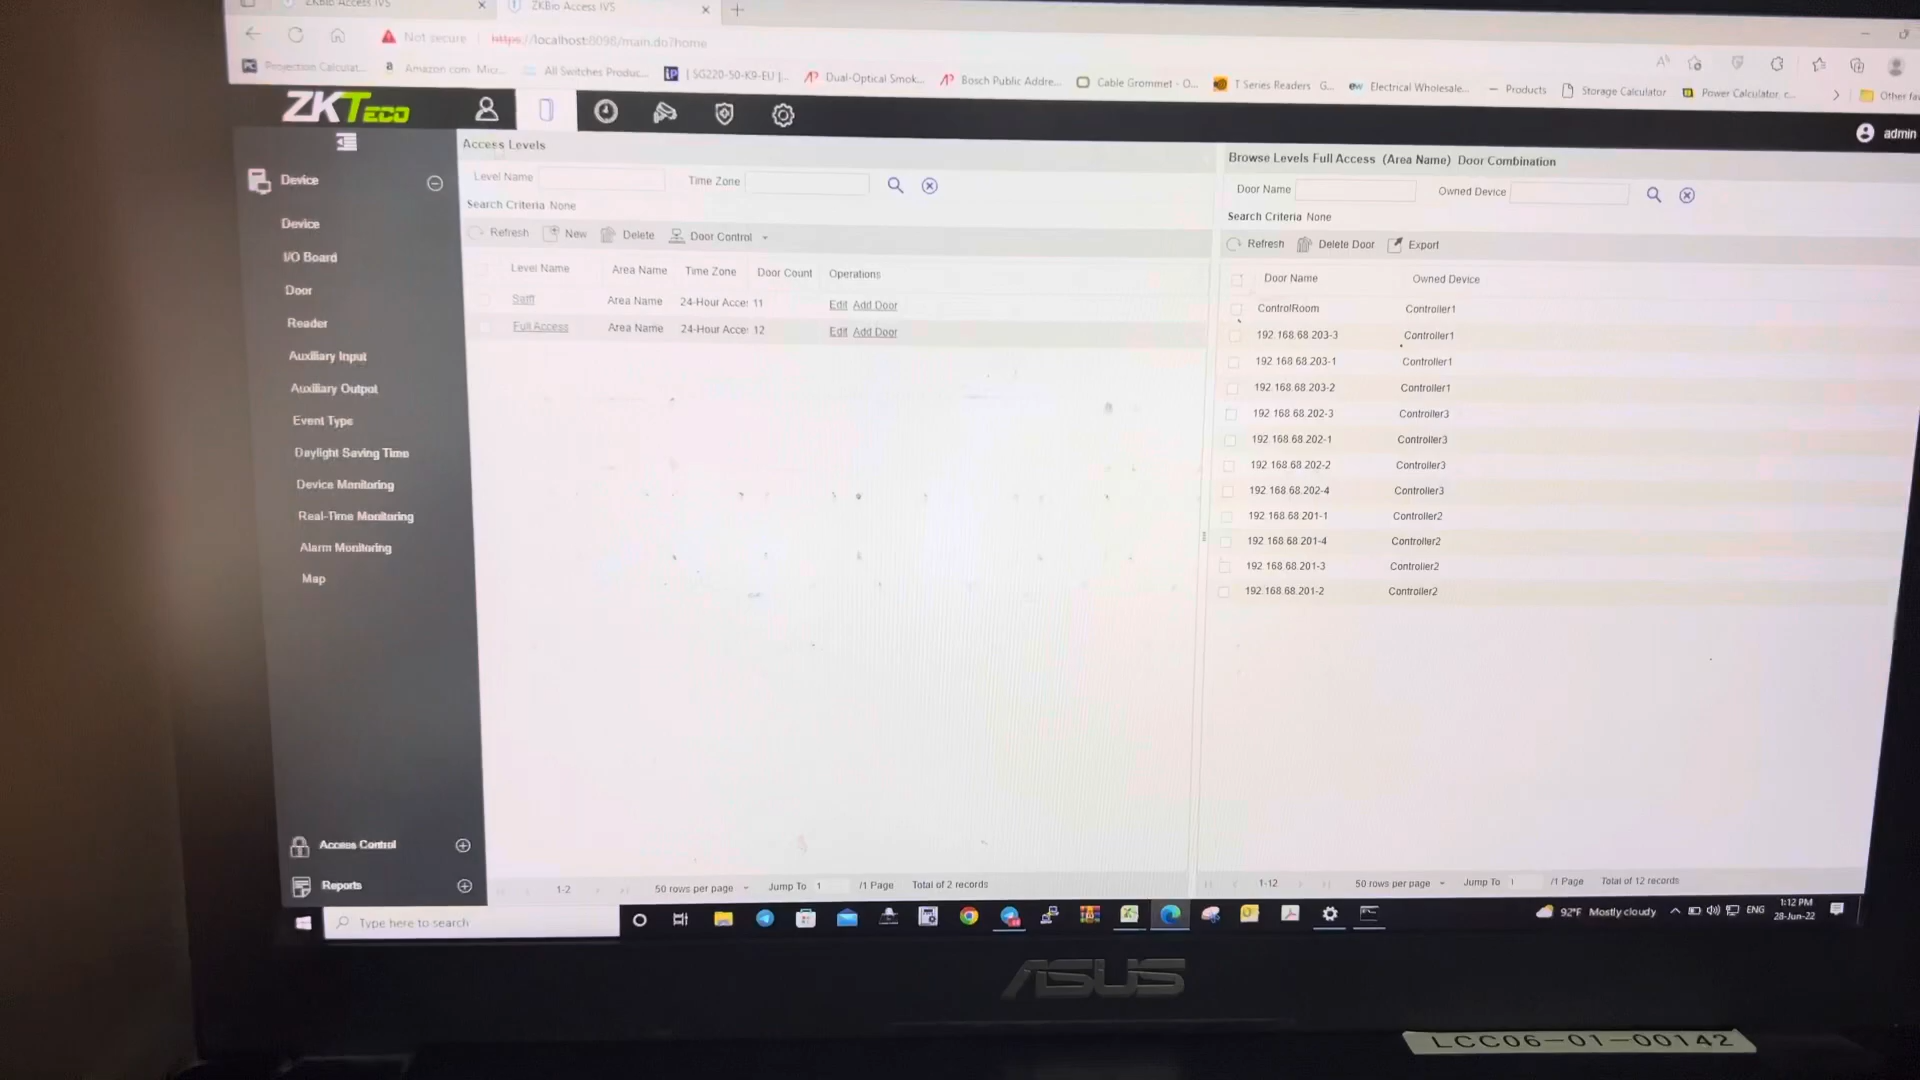 ZKBio Access IVS
ZKBio Access IVS
Not secure
https://localhost:8098/main.do?home
Projection Calculat...
Amazon.com: Micr...
All Switches Produc...
[ SG220-50-K9-EU ]...
Dual-Optical Smok...
Bosch Public Addre...
Cable Grommet - O...
T Series Readers G...
Electrical Wholesale...
Products
Storage Calculator
Power Calculator, c...
Other fav
ZKTeco
admin
Device
Device
I/O Board
Door
Reader
Auxiliary Input
Auxiliary Output
Event Type
Daylight Saving Time
Device Monitoring
Real-Time Monitoring
Alarm Monitoring
Map
Access Control
Reports
Access Levels
Level Name
Time Zone
Search Criteria None
Refresh New Delete Door Control
Level Name Area Name Time Zone Door Count Operations
Staff Area Name 24-Hour Acces 11 Edit Add Door
Full Access Area Name 24-Hour Acces 12 Edit Add Door
1-2 50 rows per page Jump To 1 /1 Page Total of 2 records
Browse Levels Full Access (Area Name) Door Combination
Door Name Owned Device
Search Criteria None
Refresh Delete Door Export
Door Name Owned Device
ControlRoom Controller1
192.168.68.203-3 Controller1
192.168.68.203-1 Controller1
192.168.68.203-2 Controller1
192.168.68.202-3 Controller3
192.168.68.202-1 Controller3
192.168.68.202-2 Controller3
192.168.68.202-4 Controller3
192.168.68.201-1 Controller2
192.168.68.201-4 Controller2
192.168.68.201-3 Controller2
192.168.68.201-2 Controller2
1-12 50 rows per page Jump To 1 /1 Page Total of 12 records
Type here to search
92°F Mostly cloudy
ENG
1:12 PM
28-Jun-22
ASUS
LCC06-01-00142